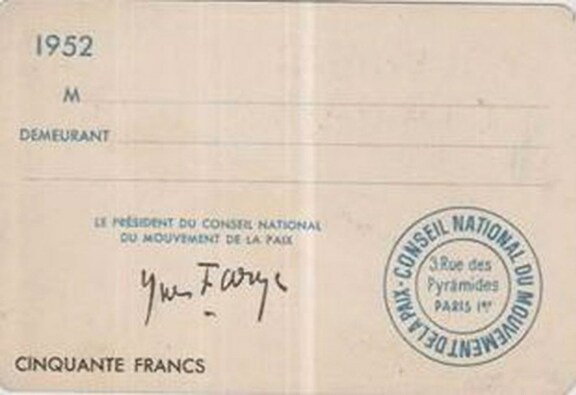 1952
M
DEMEURANT
LE PRÉSIDENT DU CONSEIL NATIONAL
DU MOUVEMENT DE LA PAIX
Yves Farge
CINQUANTE FRANCS
CONSEIL NATIONAL DU MOUVEMENT DE LA PAIX
3 Rue des
Pyramides
PARIS 1er